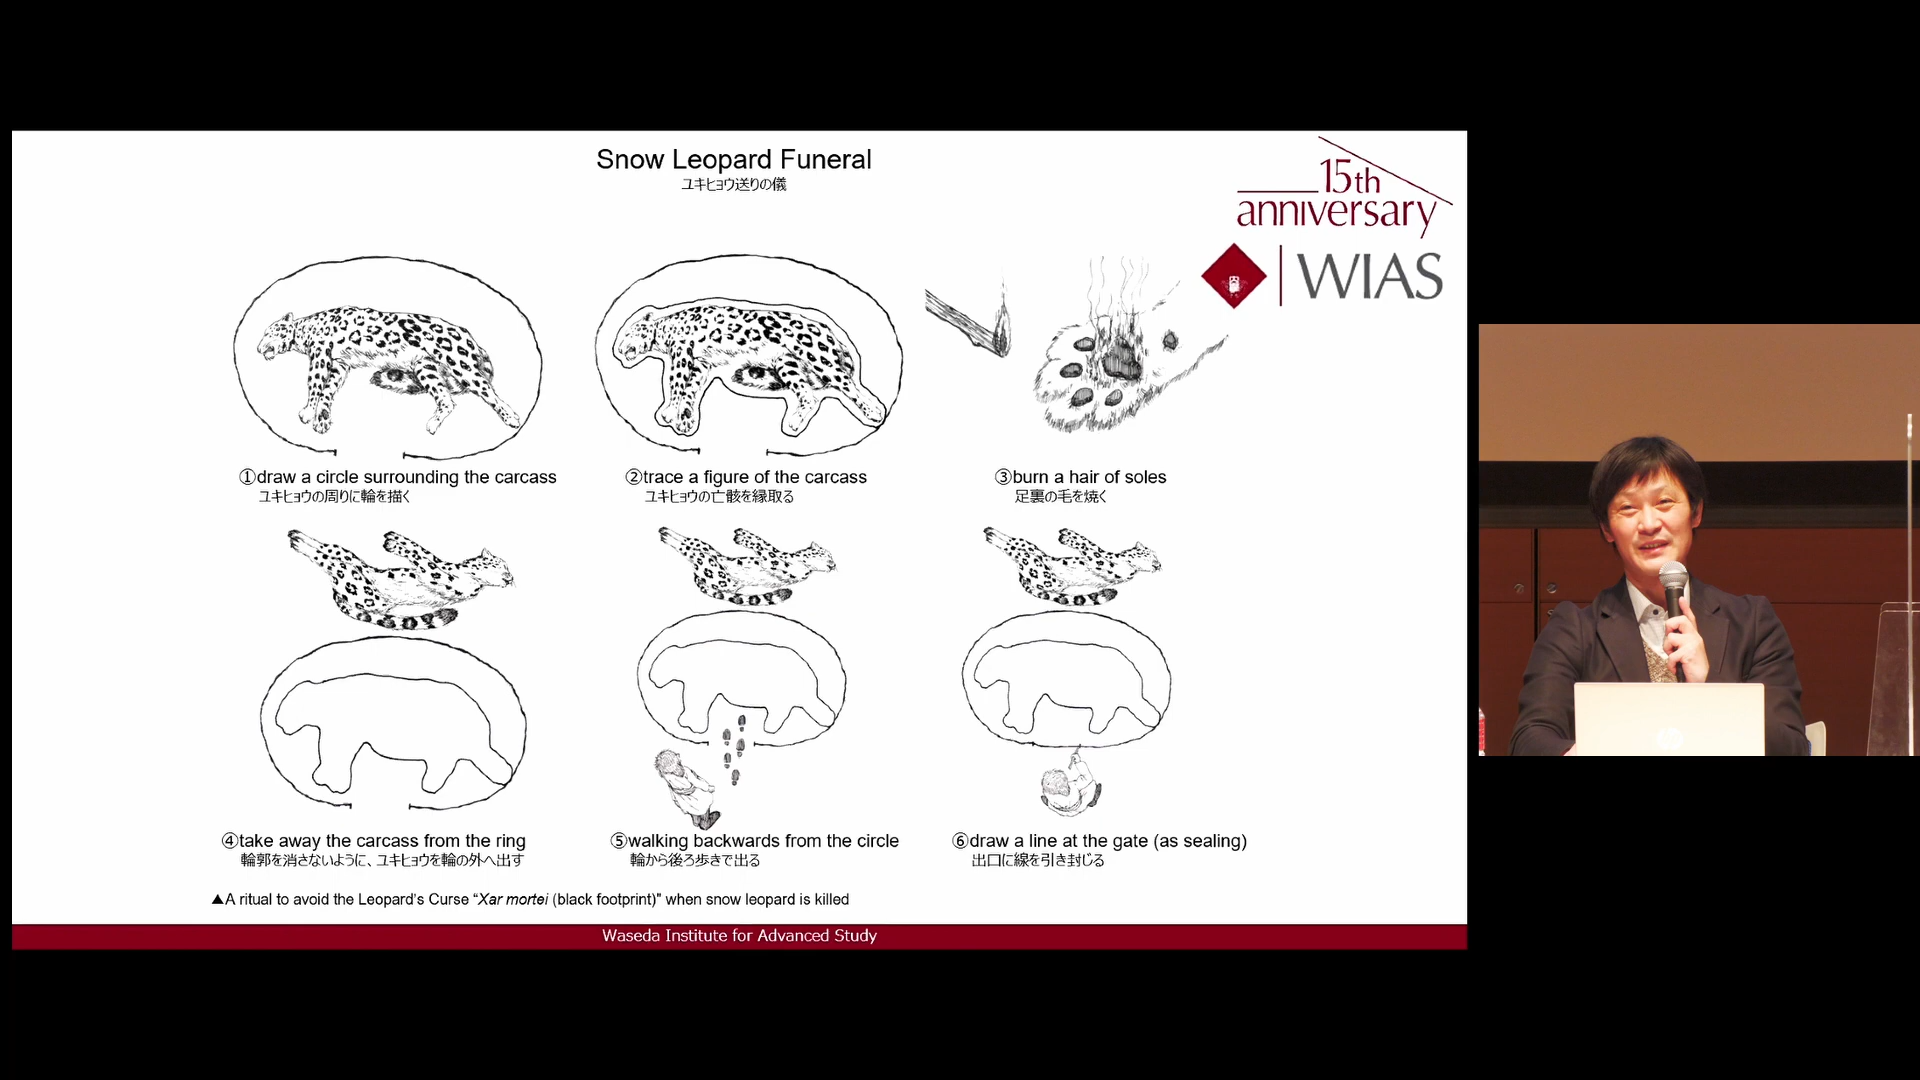 Snow Leopard Funeral
ユキヒョウ送りの儀
15th
anniversary
WIAS
①draw a circle surrounding the carcass
ユキヒョウの周りに輪を描く
②trace a figure of the carcass
ユキヒョウの亡骸を縁取る
③burn a hair of soles
足裏の毛を焼く
④take away the carcass from the ring
輪郭を消さないように、ユキヒョウを輪の外へ出す
⑤walking backwards from the circle
輪から後ろ歩きで出る
⑥draw a line at the gate (as sealing)
出口に線を引き封じる
▲A ritual to avoid the Leopard's Curse “Xar mortei (black footprint)” when snow leopard is killed
Waseda Institute for Advanced Study